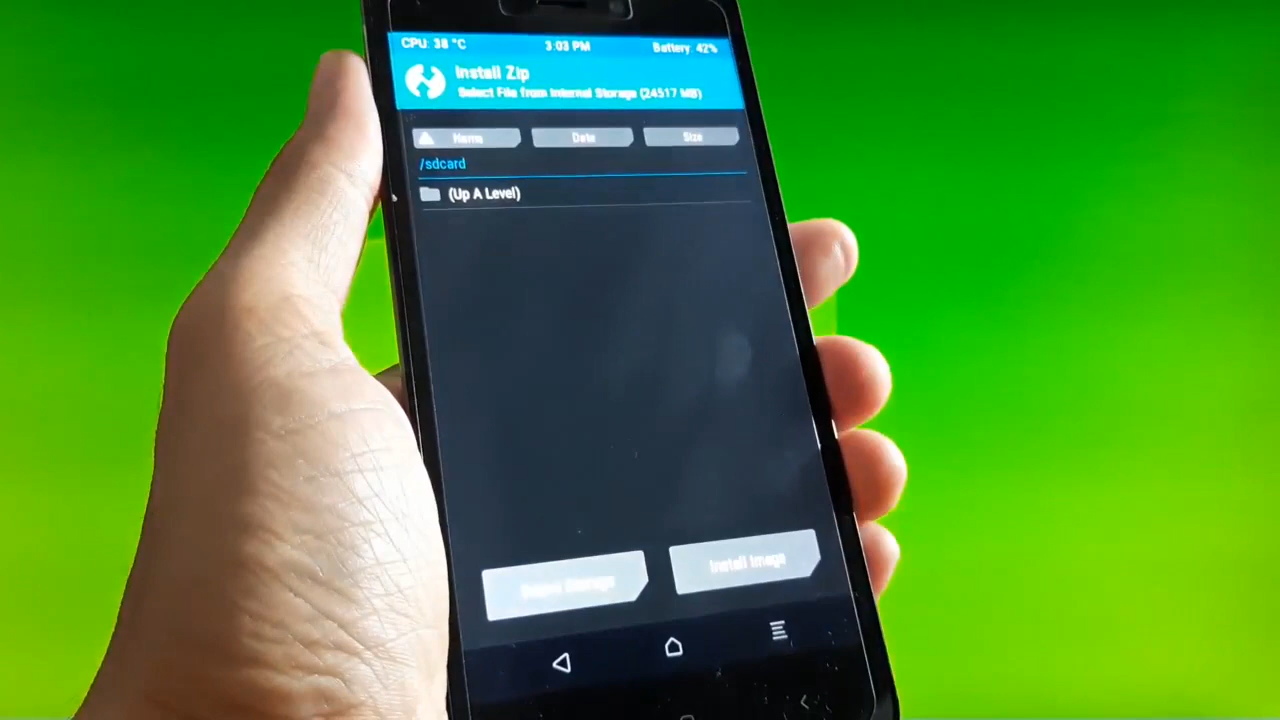 CPU: 38 °C 3:03 PM Battery: 42%
Install Zip
Select File from Internal Storage (24517 MB)
Name Date Size
/sdcard
(Up A Level)
Select Storage Install Image